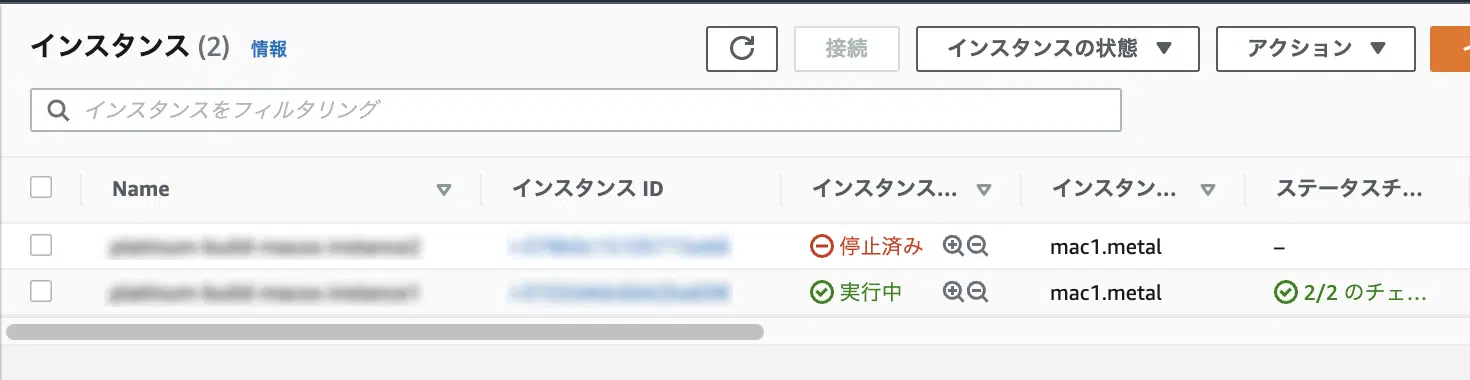 インスタンス (2) 情報 接続 インスタンスの状態 ▼ アクション ▼
インスタンスをフィルタリング
Name インスタンス ID インスタンス... インスタン... ステータスチ...
停止済み mac1.metal –
実行中 mac1.metal 2/2 のチェ...